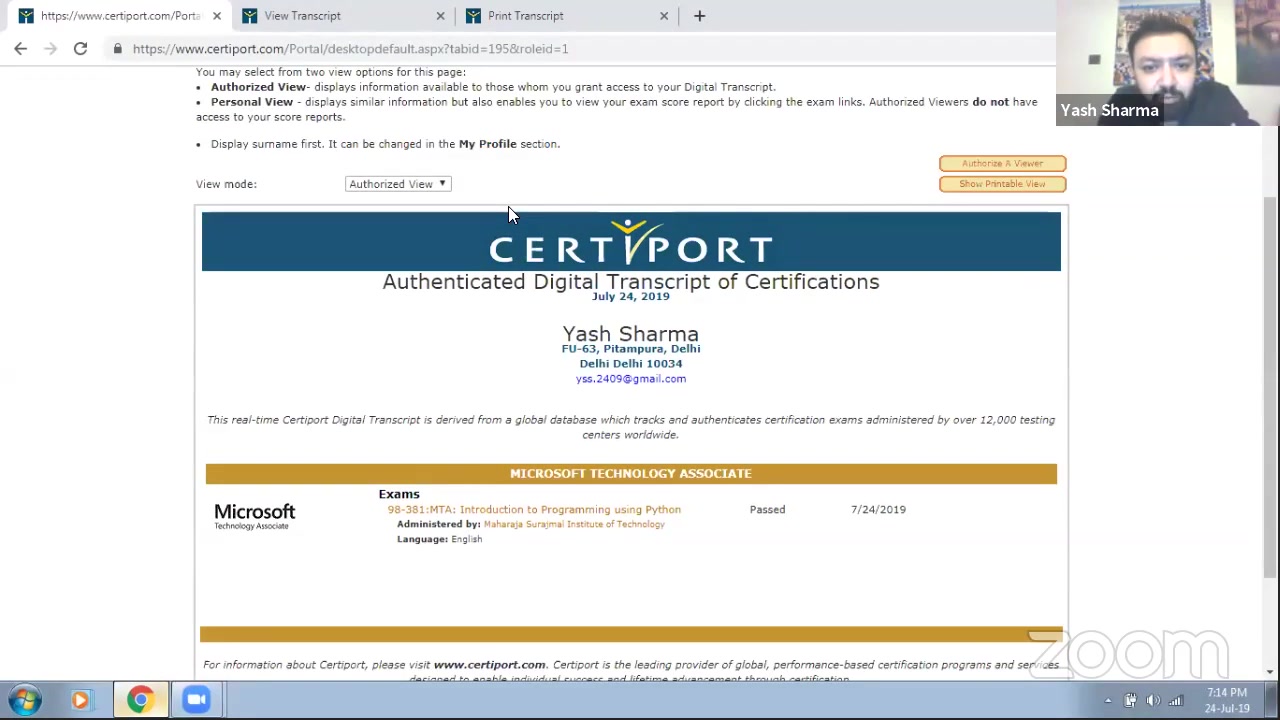 https://www.certiport.com/Porta
View Transcript
Print Transcript
https://www.certiport.com/Portal/desktopdefault.aspx?tabid=195&roleid=1
Yash Sharma
You may select from two view options for this page:
Authorized View- displays information available to those whom you grant access to your Digital Transcript.
Personal View - displays similar information but also enables you to view your exam score report by clicking the exam links. Authorized Viewers do not have
access to your score reports.
Display surname first. It can be changed in the My Profile section.
Authorize A Viewer
View mode:
Authorized View
Show Printable View
CERTIPORT
Authenticated Digital Transcript of Certifications
July 24, 2019
Yash Sharma
FU-63, Pitampura, Delhi
Delhi Delhi 10034
yss.2409@gmail.com
This real-time Certiport Digital Transcript is derived from a global database which tracks and authenticates certification exams administered by over 12,000 testing
centers worldwide.
MICROSOFT TECHNOLOGY ASSOCIATE
Exams
Microsoft
Technology Associate
98-381:MTA: Introduction to Programming using Python Passed 7/24/2019
Administered by: Maharaja Surajmal Institute of Technology
Language: English
For information about Certiport, please visit www.certiport.com. Certiport is the leading provider of global, performance-based certification programs and services
designed to enable individual success and lifetime advancement through certification.
zoom
7:14 PM
24-Jul-19